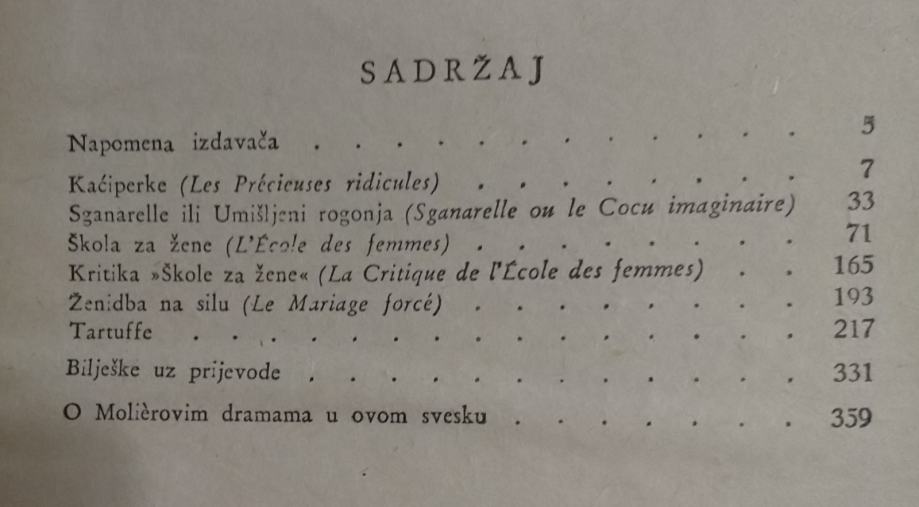 SADRŽAJ
Napomena izdavača . . . . . . . . . . . . 5
Kaćiperke (Les Précieuses ridicules) . . . . . . . . 7
Sganarelle ili Umišljeni rogonja (Sganarelle ou le Cocu imaginaire) 33
Škola za žene (L'École des femmes) . . . . . . . . 71
Kritika »Škole za žene« (La Critique de l'École des femmes) . . 165
Ženidba na silu (Le Mariage forcé) . . . . . . . . 193
Tartuffe . . . . . . . . . . . . . . . 217
Bilješke uz prijevode . . . . . . . . . . . . 331
O Molièrovim dramama u ovom svesku . . . . . . . 359